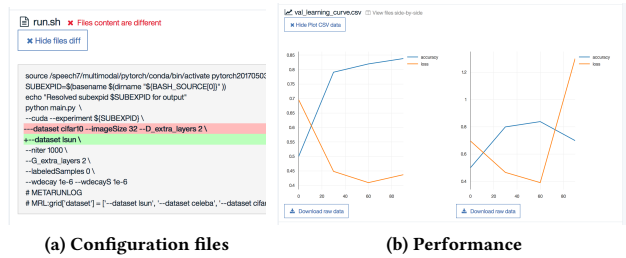 run.sh ✖ Files content are different
✖ Hide files diff
source /speech7/multimodal/pytorch/conda/bin/activate pytorch20170503
SUBEXPID=$(basename $(dirname "${BASH_SOURCE[0]}" ))
echo "Resolved subexpid $SUBEXPID for output"
python main.py \
--cuda --experiment ${SUBEXPID} \
---dataset cifar10 --imageSize 32 --D_extra_layers 2 \
+--dataset lsun \
--niter 1000 \
--G_extra_layers 2 \
--labeledSamples 0 \
--wdecay 1e-6 --wdecayS 1e-6
# METARUNLOG
# MRL:grid['dataset'] = ['--dataset lsun', '--dataset celeba', '--dataset cifar
(a) Configuration files
val_learning_curve.csv View files side-by-side
✖ Hide Plot CSV data
0.85
0.8
0.75
0.7
0.65
0.6
0.55
0.5
0.45
0.4
0 20 40 60 80
accuracy
loss
Download raw data
1.2
1
0.8
0.6
0.4
0 20 40 60 80
accuracy
loss
Download raw data
(b) Performance